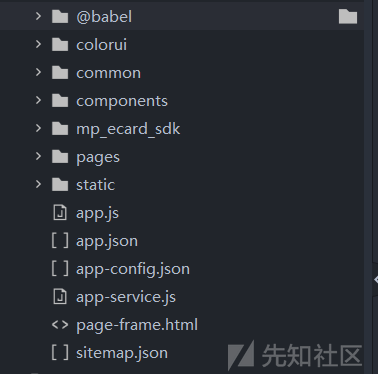 @babel
colorui
common
components
mp_ecard_sdk
pages
static
app.js
app.json
app-config.json
app-service.js
page-frame.html
sitemap.json
先知社区